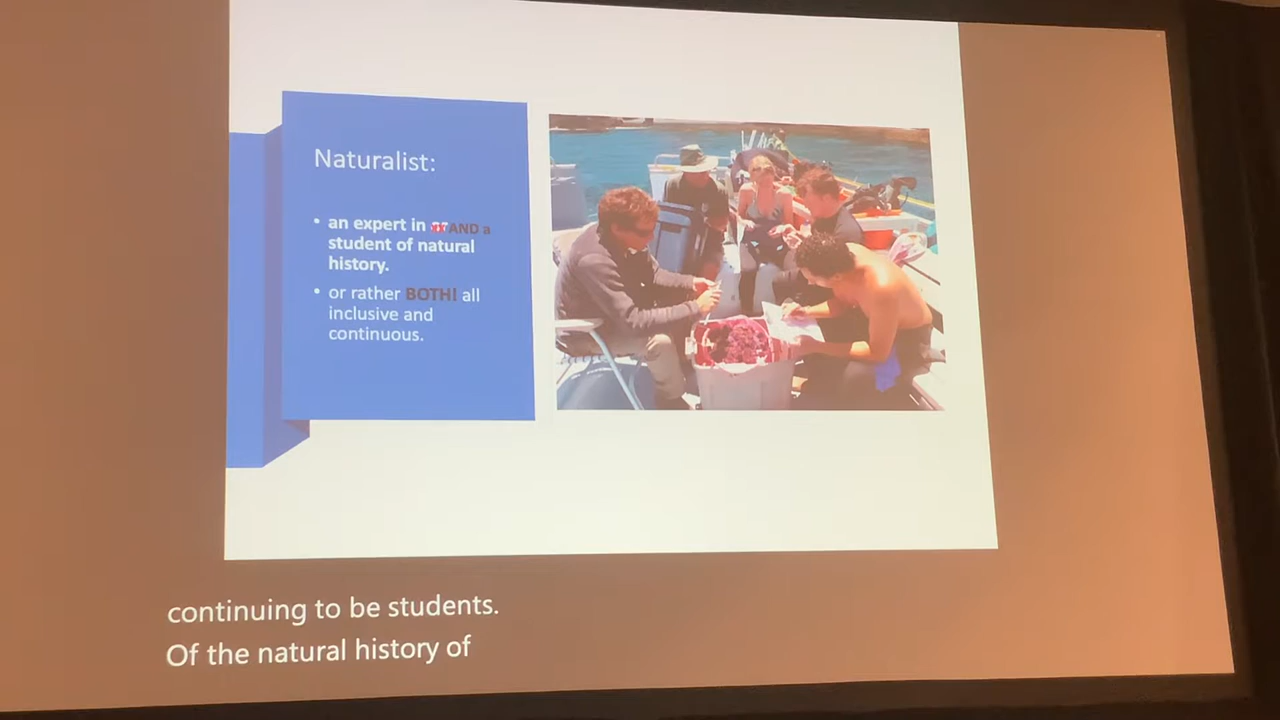 Naturalist:
• an expert in or AND a
student of natural
history.
• or rather BOTH! all
inclusive and
continuous.
continuing to be students.
Of the natural history of